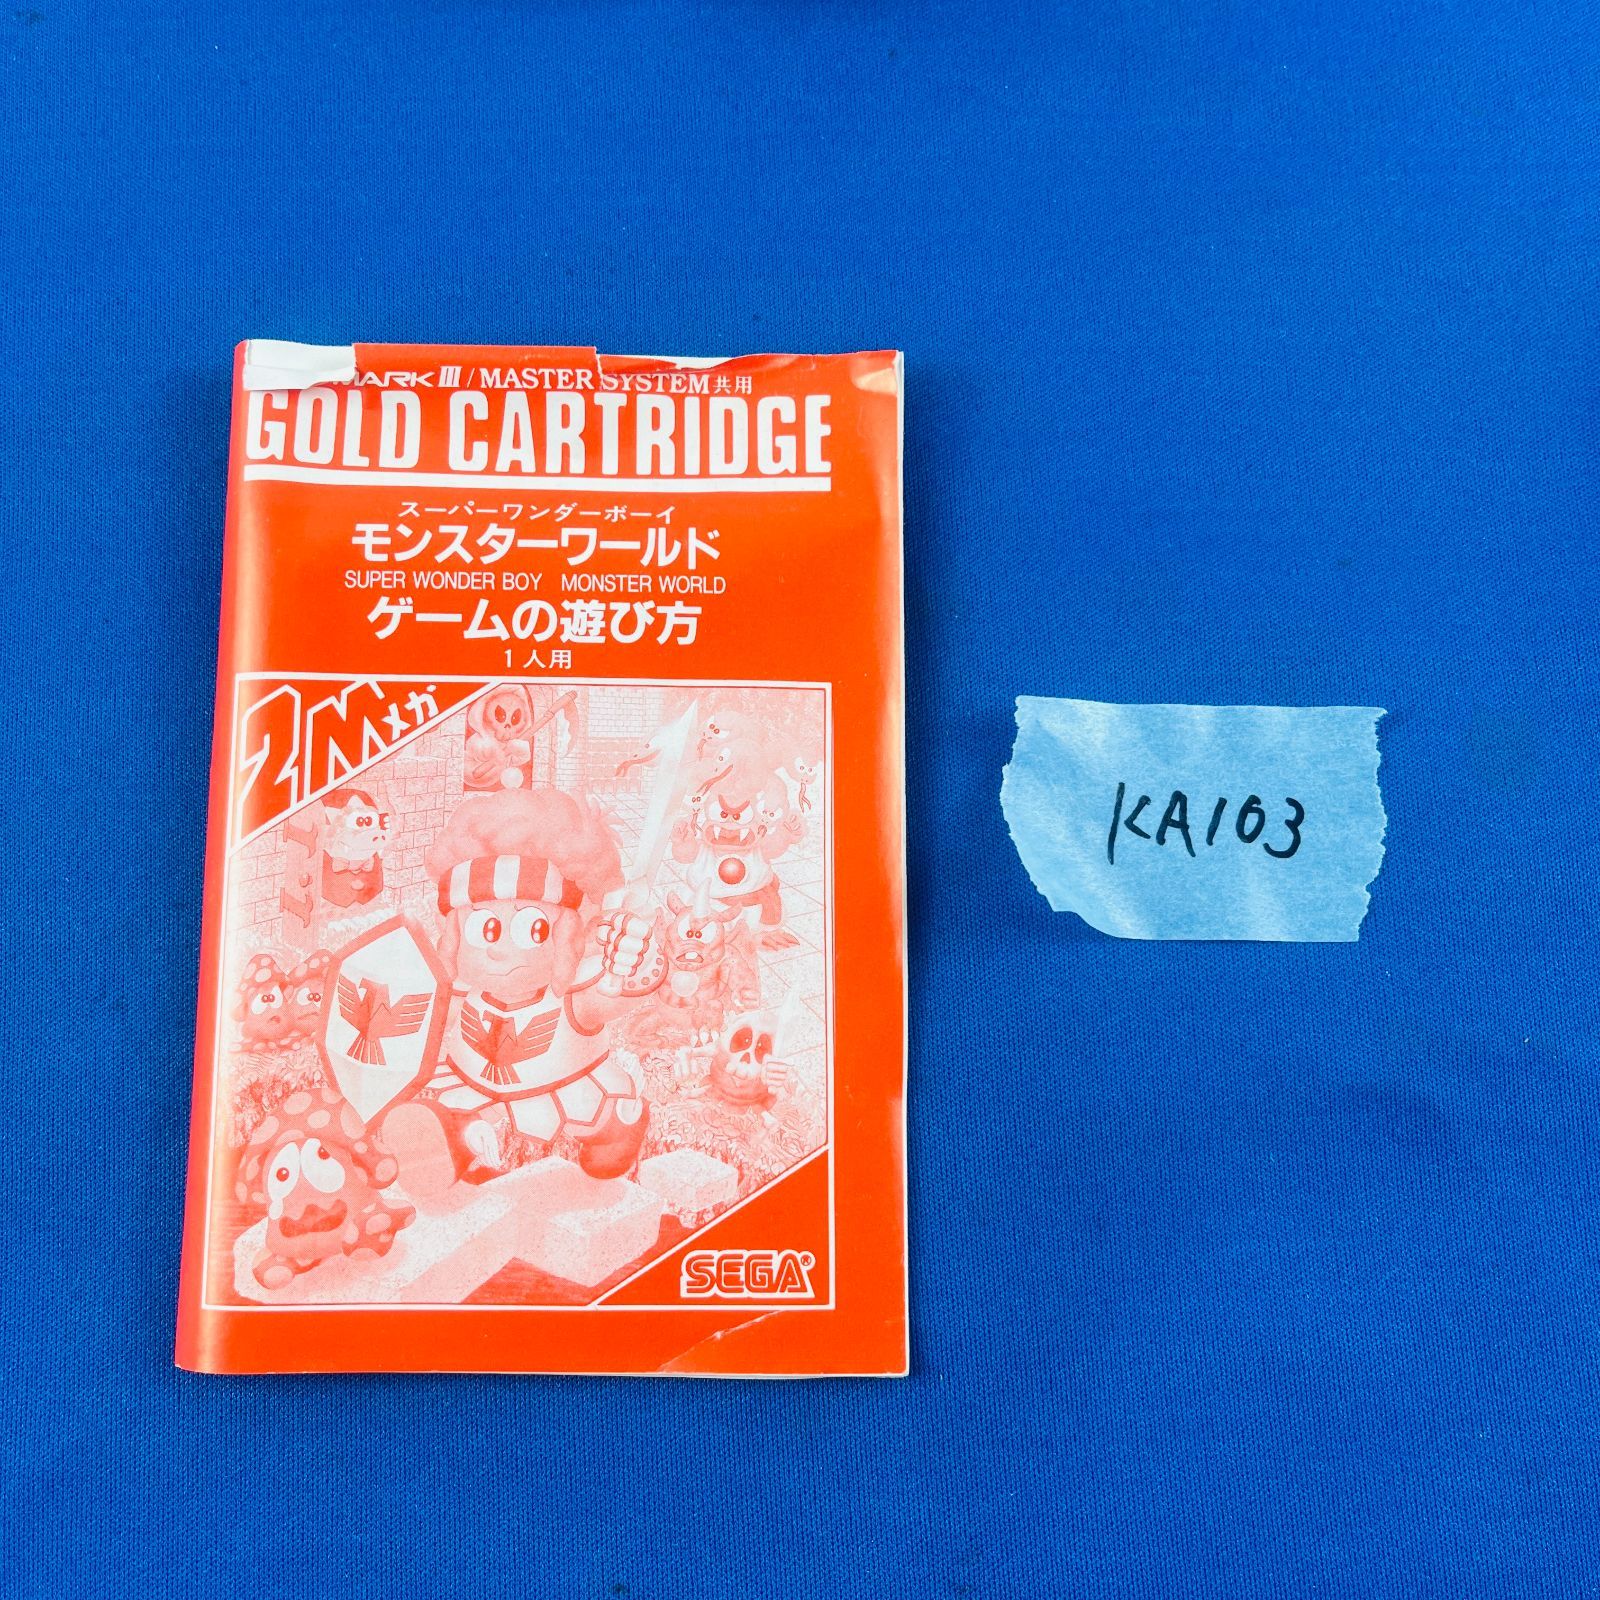 MARK III / MASTER SYSTEM共用
GOLD CARTRIDGE
スーパーワンダーボーイ
モンスターワールド
SUPER WONDER BOY MONSTER WORLD
ゲームの遊び方
1人用
2Mメガ
SEGA®
KA103